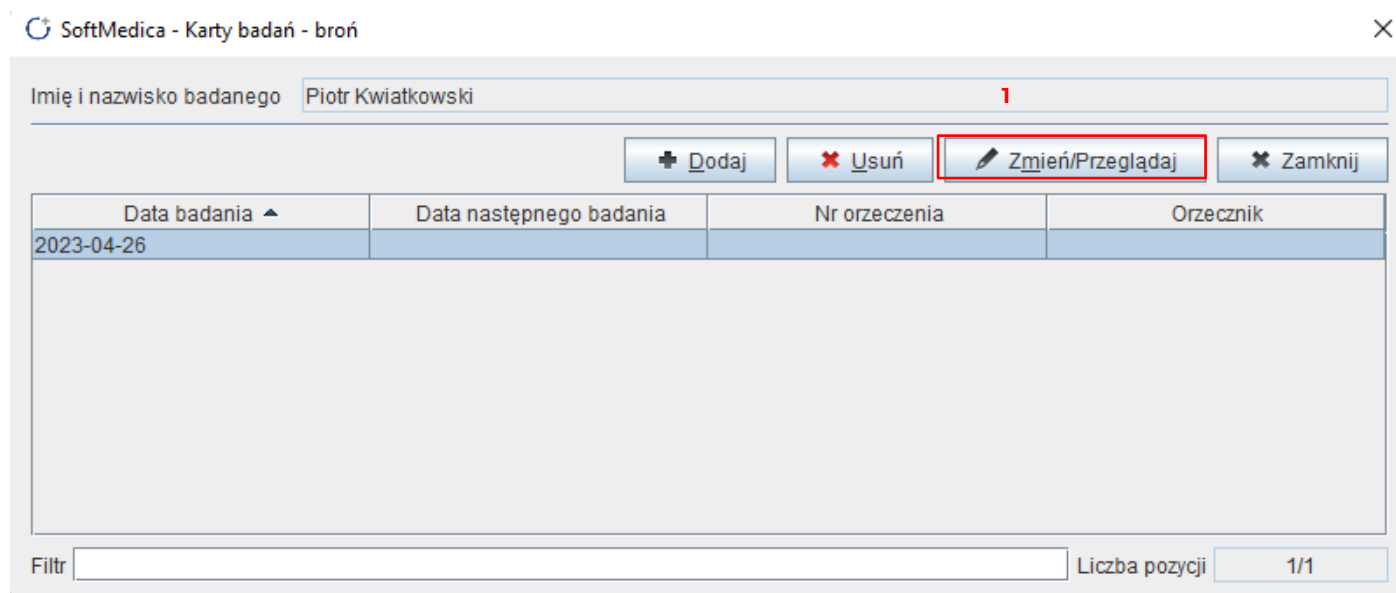 SoftMedica - Karty badań - broń
Imię i nazwisko badanego Piotr Kwiatkowski 1
Dodaj Usuń Zmień/Przeglądaj Zamknij
Data badania Data następnego badania Nr orzeczenia Orzecznik
2023-04-26
Filtr Liczba pozycji 1/1